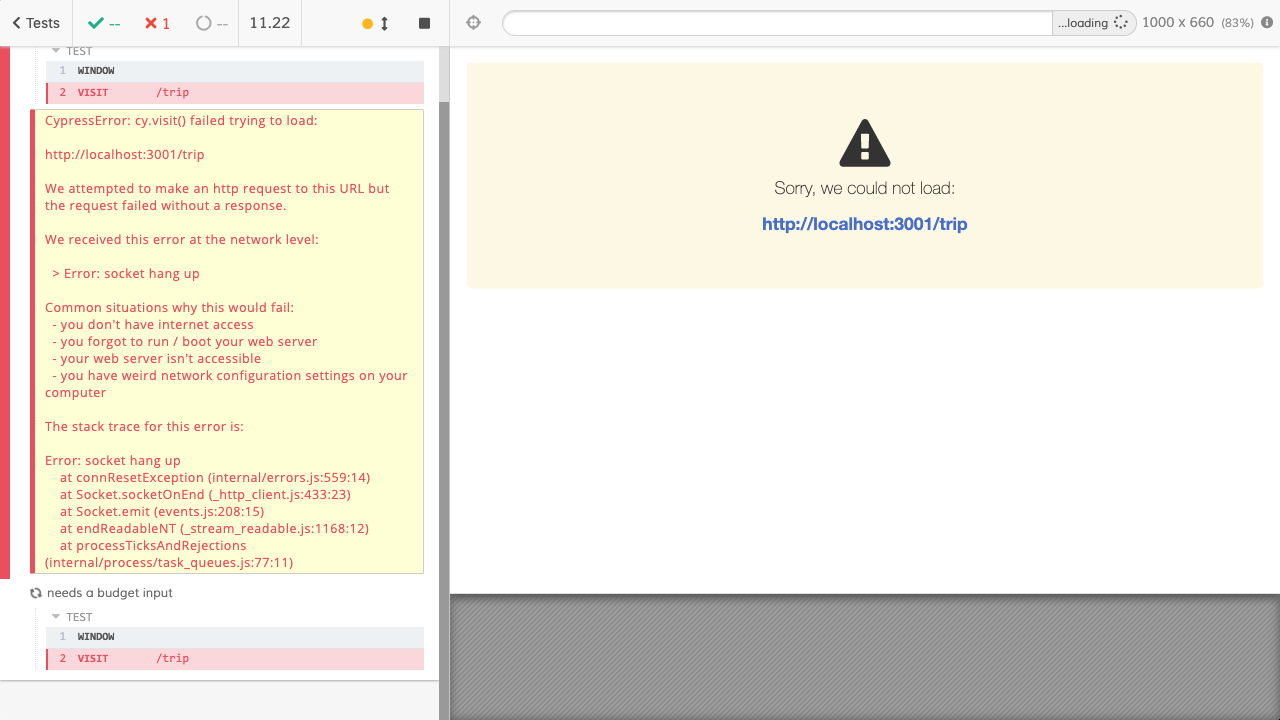 Tests
--
1
--
11.22
...loading
1000 x 660 (83%)
TEST
1 WINDOW
2 VISIT /trip
CypressError: cy.visit() failed trying to load:
http://localhost:3001/trip
We attempted to make an http request to this URL but
the request failed without a response.
We received this error at the network level:
> Error: socket hang up
Common situations why this would fail:
- you don't have internet access
- you forgot to run / boot your web server
- your web server isn't accessible
- you have weird network configuration settings on your
computer
The stack trace for this error is:
Error: socket hang up
at connResetException (internal/errors.js:559:14)
at Socket.socketOnEnd (_http_client.js:433:23)
at Socket.emit (events.js:208:15)
at endReadableNT (_stream_readable.js:1168:12)
at processTicksAndRejections
(internal/process/task_queues.js:77:11)
needs a budget input
TEST
1 WINDOW
2 VISIT /trip
Sorry, we could not load:
http://localhost:3001/trip